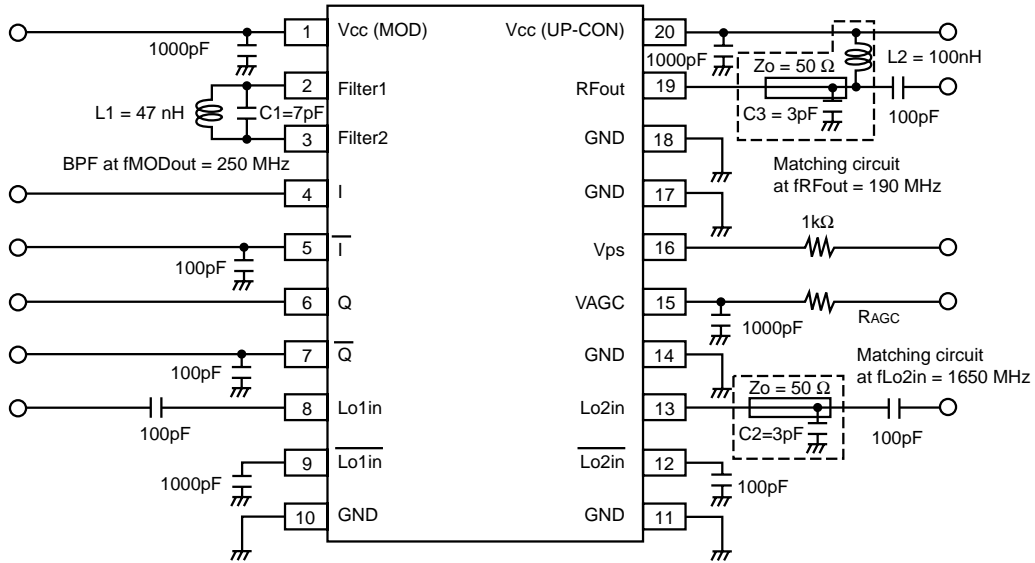 1 Vcc (MOD)
1000pF
2 Filter1
L1 = 47 nH
C1=7pF
3 Filter2
BPF at fMODout = 250 MHz
4 I
5 I
100pF
6 Q
7 Q
100pF
8 Lo1in
100pF
9 Lo1in
1000pF
10 GND
Vcc (UP-CON) 20
1000pF
L2 = 100nH
Zo = 50 Ω
RFout 19
C3 = 3pF
100pF
GND 18
Matching circuit
at fRFout = 190 MHz
GND 17
1kΩ
Vps 16
VAGC 15
RAGC
1000pF
GND 14
Matching circuit
at fLo2in = 1650 MHz
Zo = 50 Ω
Lo2in 13
C2=3pF
100pF
Lo2in 12
100pF
GND 11